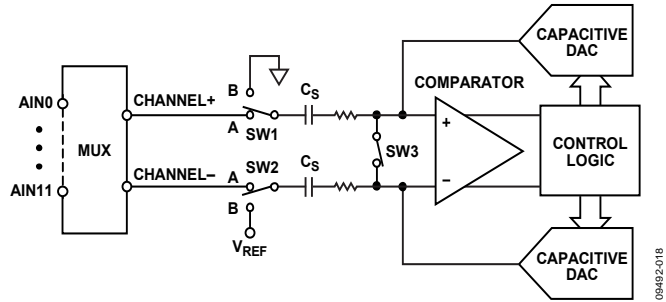 CAPACITIVE
DAC
B
CS
COMPARATOR
AIN0
CHANNEL+
A
SW1
+
MUX
SW3
CONTROL
LOGIC
SW2
CS
AIN11
CHANNEL–
A
–
B
VREF
CAPACITIVE
DAC
09492-018